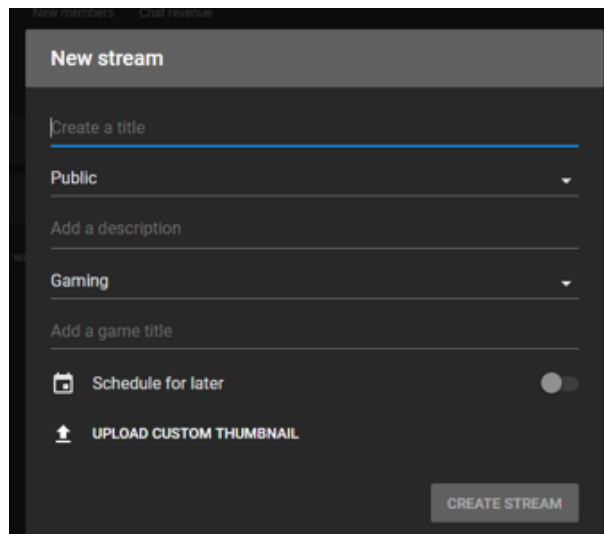 New members Chat revenue
New stream
Create a title
Public
Add a description
Gaming
Add a game title
Schedule for later
UPLOAD CUSTOM THUMBNAIL
CREATE STREAM